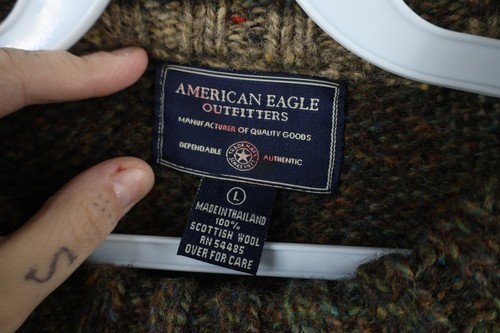 AMERICAN EAGLE
OUTFITTERS
MANUFACTURER OF QUALITY GOODS
DEPENDABLE AUTHENTIC
L
MADE IN THAILAND
100%
SCOTTISH WOOL
RN 54485
OVER FOR CARE